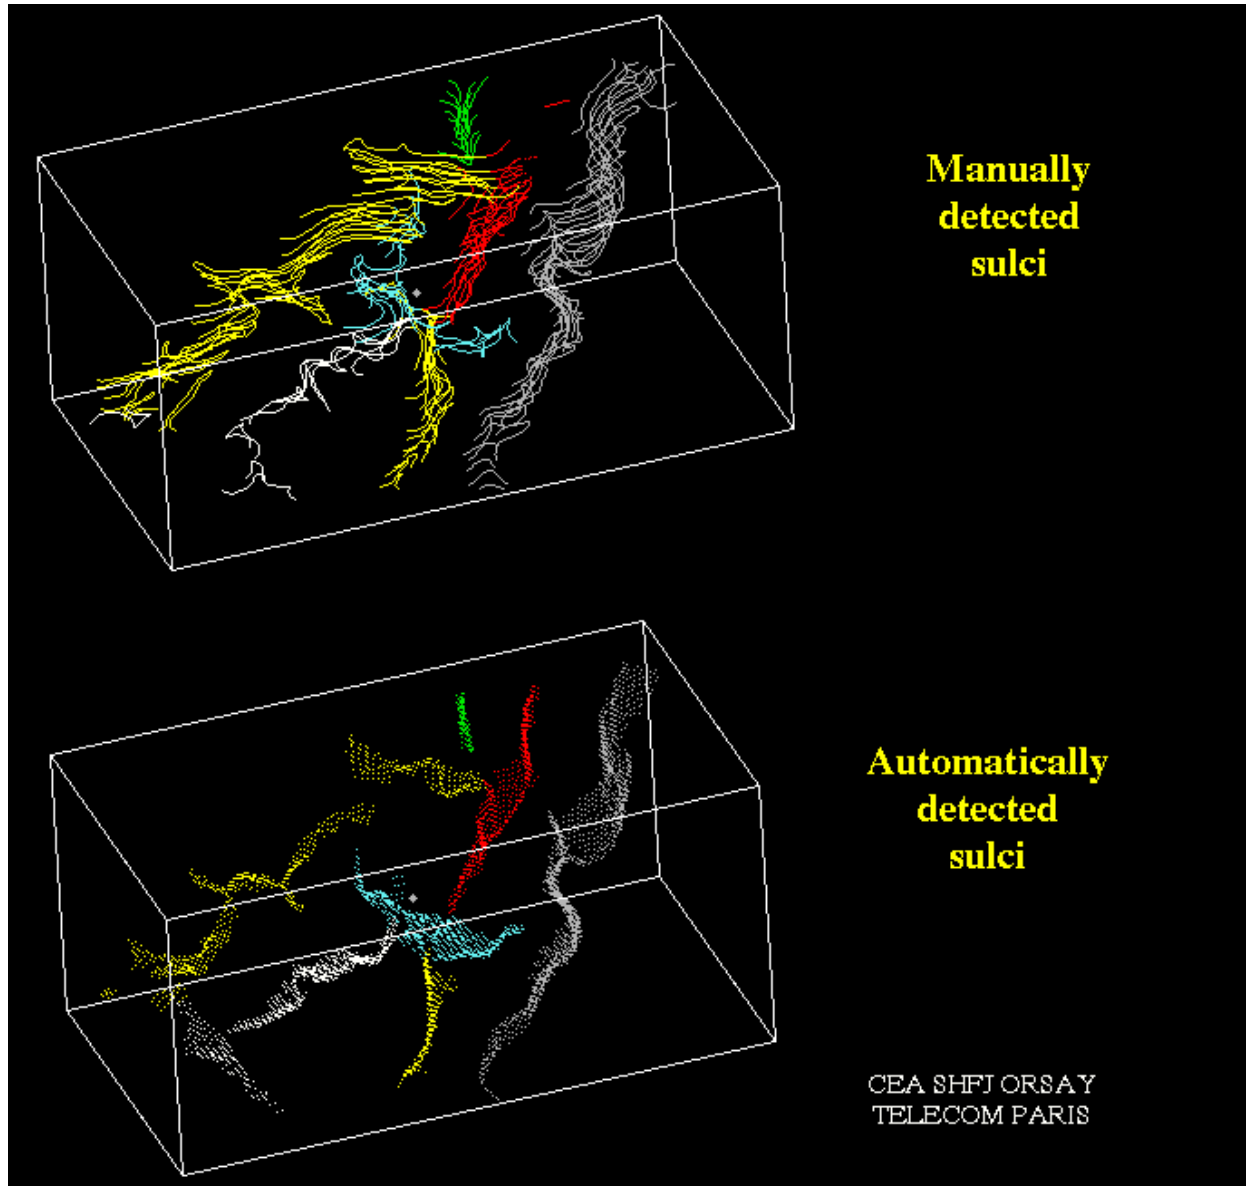 Manually
detected
sulci
Automatically
detected
sulci
CEA SHFJ ORSAY
TELECOM PARIS